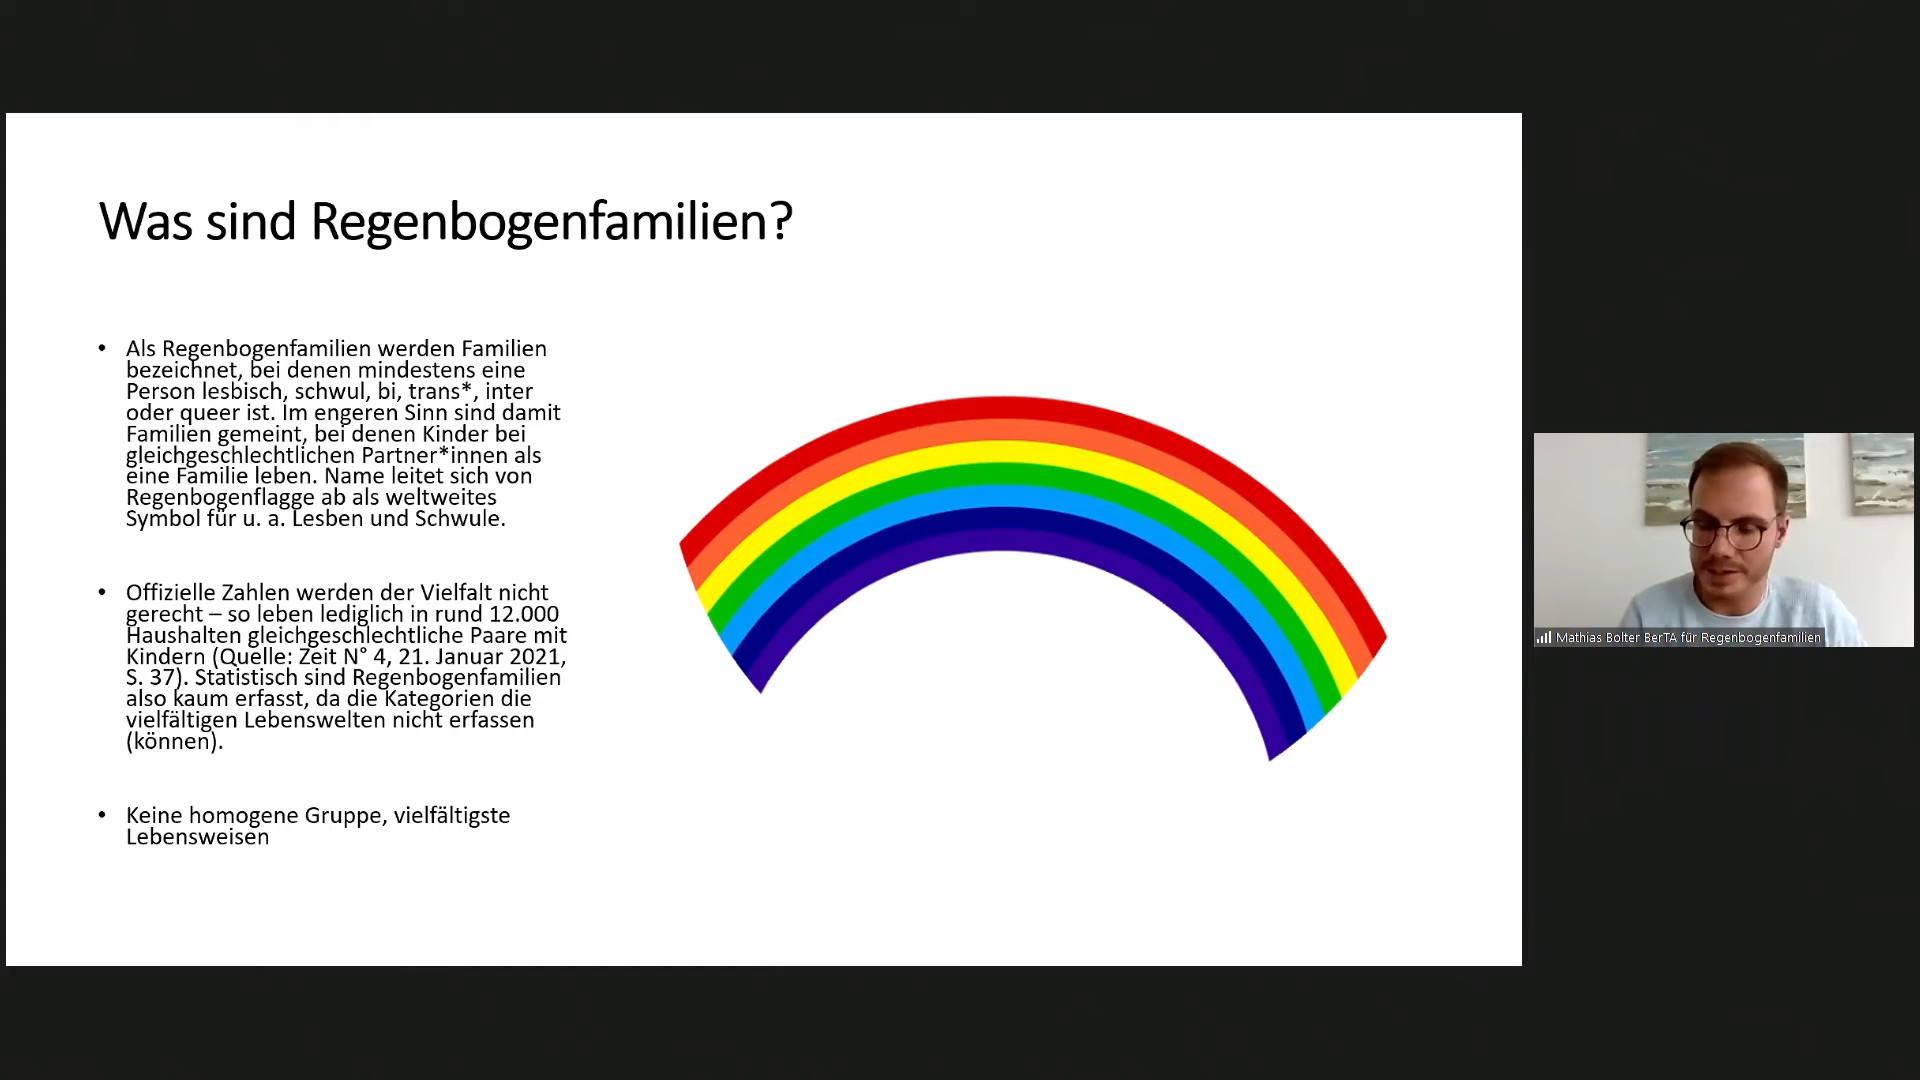 Was sind Regenbogenfamilien?
• Als Regenbogenfamilien werden Familien
bezeichnet, bei denen mindestens eine
Person lesbisch, schwul, bi, trans*, inter
oder queer ist. Im engeren Sinn sind damit
Familien gemeint, bei denen Kinder bei
gleichgeschlechtlichen Partner*innen als
eine Familie leben. Name leitet sich von
Regenbogenflagge ab als weltweites
Symbol für u. a. Lesben und Schwule.
• Offizielle Zahlen werden der Vielfalt nicht
gerecht – so leben lediglich in rund 12.000
Haushalten gleichgeschlechtliche Paare mit
Kindern (Quelle: Zeit N° 4, 21. Januar 2021,
S. 37). Statistisch sind Regenbogenfamilien
also kaum erfasst, da die Kategorien die
vielfältigen Lebenswelten nicht erfassen
(können).
• Keine homogene Gruppe, vielfältigste
Lebensweisen
Mathias Bolter BerTA für Regenbogenfamilien